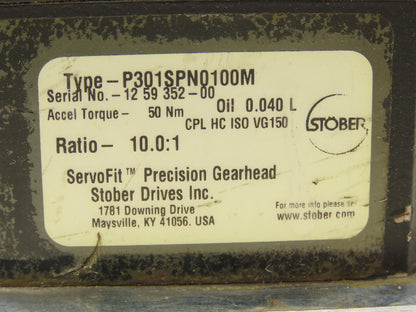 Type-P301SPN0100M
Serial No.-12 59 352-00
Accel Torque- 50 Nm Oil 0.040 L
CPL HC ISO VG150
STÖBER
Ratio- 10.0:1
ServoFit™ Precision Gearhead
Stober Drives Inc.
1781 Downing Drive
Maysville, KY 41056. USA
For more info please
www.stober.com